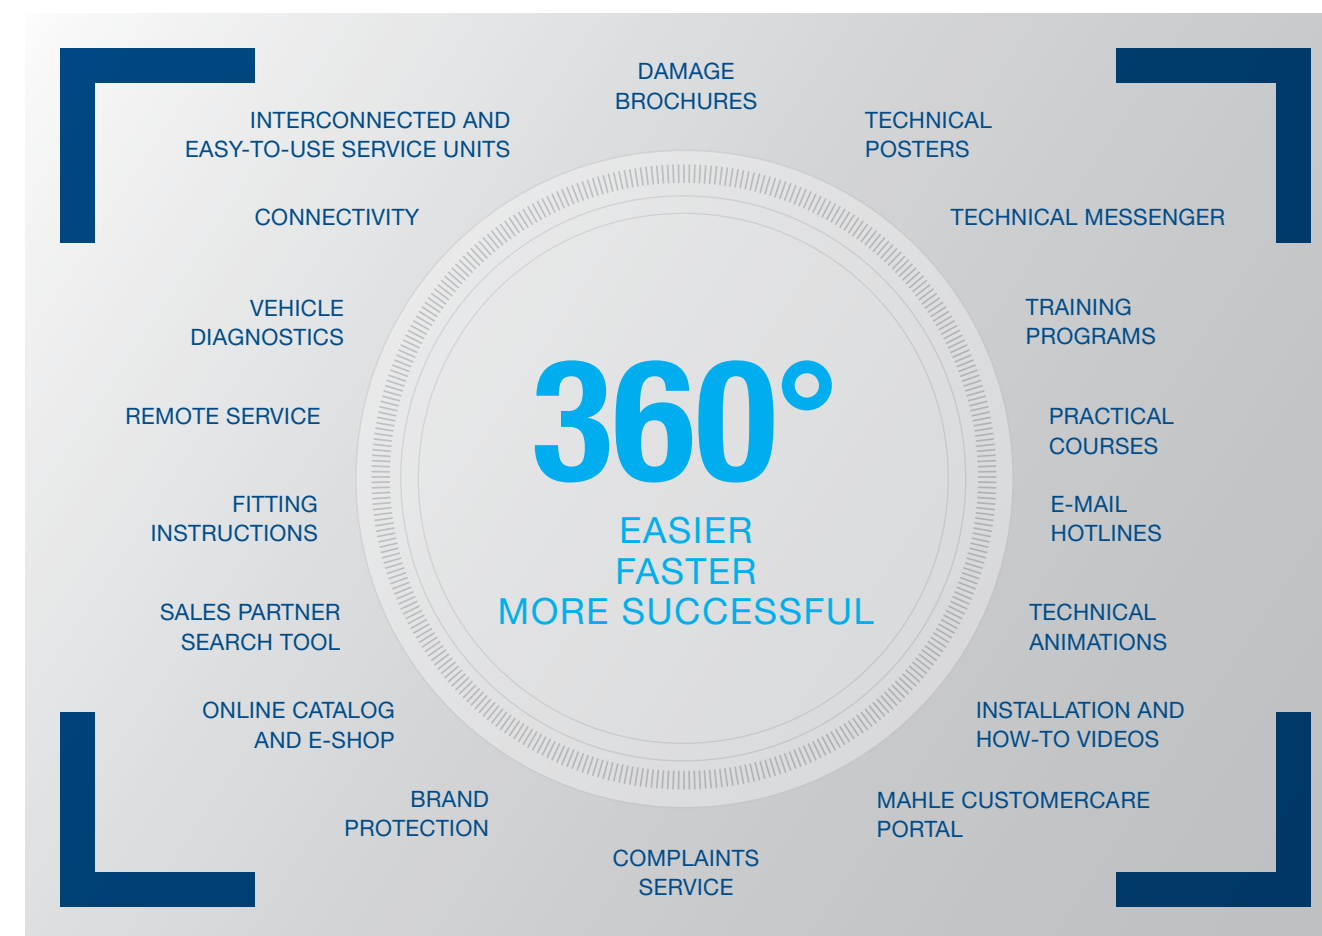 DAMAGE
BROCHURES
TECHNICAL
POSTERS
TECHNICAL MESSENGER
TRAINING
PROGRAMS
PRACTICAL
COURSES
E-MAIL
HOTLINES
TECHNICAL
ANIMATIONS
INSTALLATION AND
HOW-TO VIDEOS
MAHLE CUSTOMERCARE
PORTAL
COMPLAINTS
SERVICE
BRAND
PROTECTION
ONLINE CATALOG
AND E-SHOP
SALES PARTNER
SEARCH TOOL
FITTING
INSTRUCTIONS
REMOTE SERVICE
VEHICLE
DIAGNOSTICS
CONNECTIVITY
INTERCONNECTED AND
EASY-TO-USE SERVICE UNITS
360°
EASIER
FASTER
MORE SUCCESSFUL